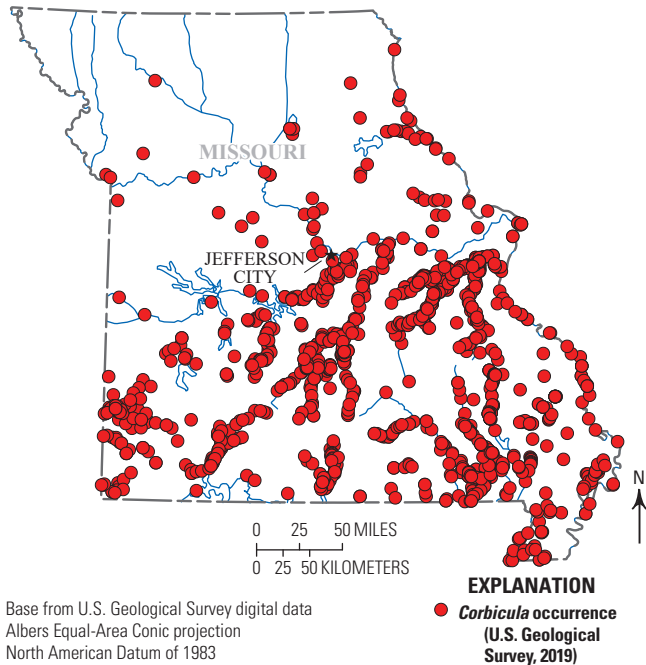 MISSOURI
JEFFERSON
CITY
N
0 25 50 MILES
0 25 50 KILOMETERS
EXPLANATION
Corbicula occurrence
(U.S. Geological
Survey, 2019)
Base from U.S. Geological Survey digital data
Albers Equal-Area Conic projection
North American Datum of 1983